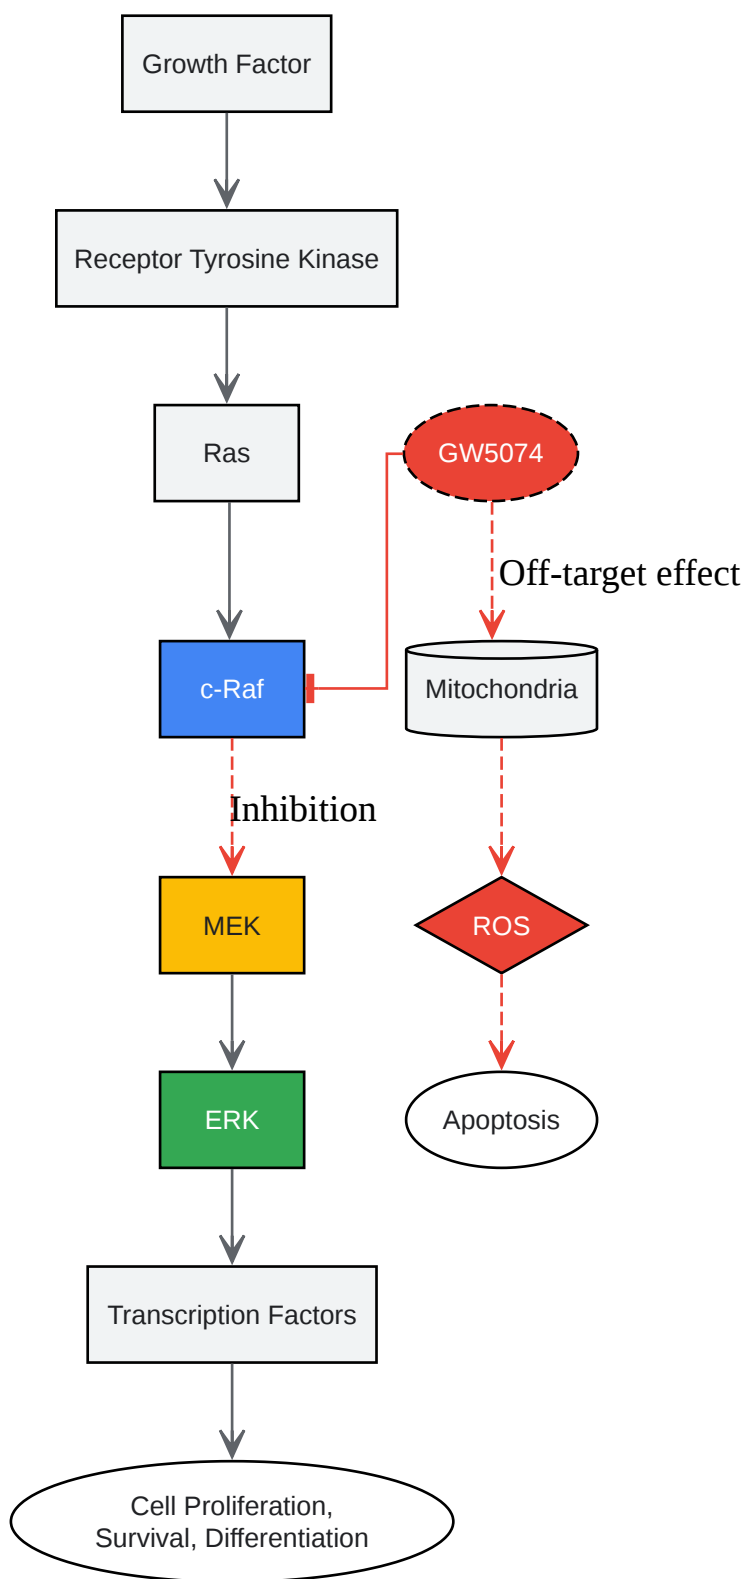 Growth Factor
Receptor Tyrosine Kinase
Ras
GW5074
Off-target effect
c-Raf
Mitochondria
Inhibition
MEK
ROS
ERK
Apoptosis
Transcription Factors
Cell Proliferation,
Survival, Differentiation